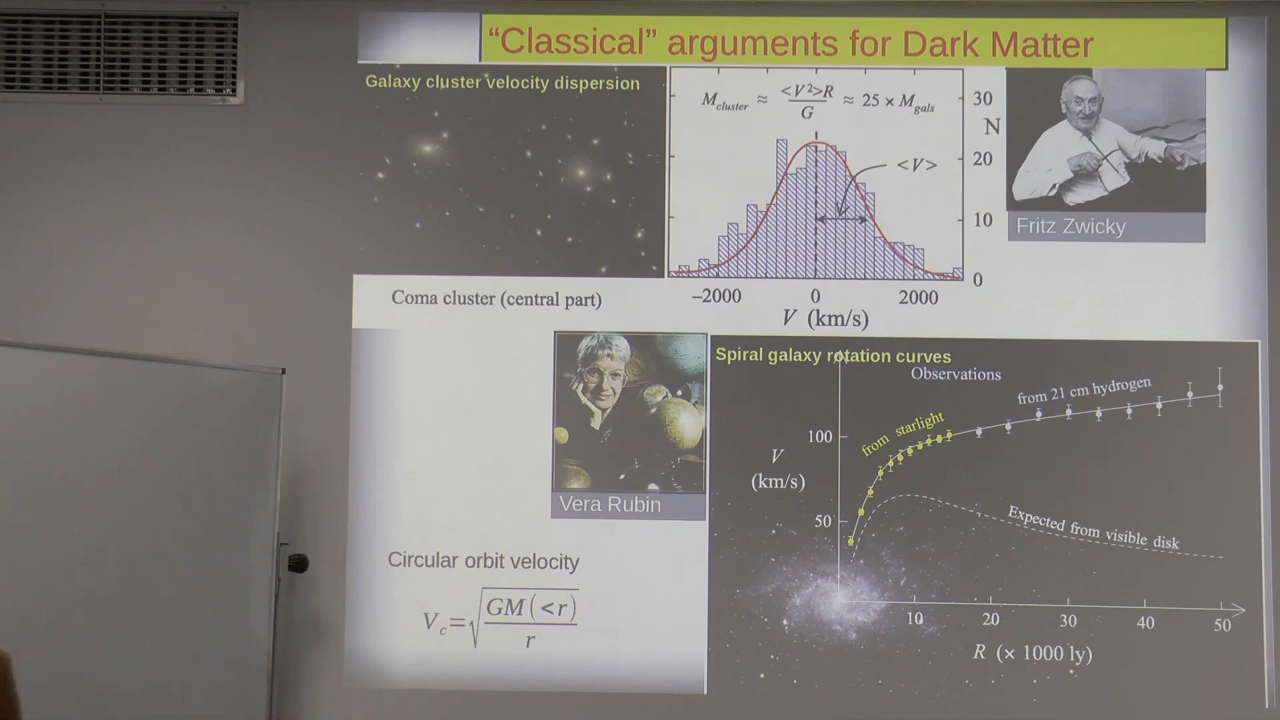 “Classical” arguments for Dark Matter
Galaxy cluster velocity dispersion
M_cluster ≈ <V²>R / G ≈ 25 × M_gals
<V>
30
N
20
10
0
−2000 0 2000
V (km/s)
Coma cluster (central part)
Fritz Zwicky
Vera Rubin
Circular orbit velocity
V_c=√(GM(<r) / r)
Spiral galaxy rotation curves
Observations
from 21 cm hydrogen
from starlight
100
V
(km/s)
50
Expected from visible disk
10 20 30 40 50
R (× 1000 ly)